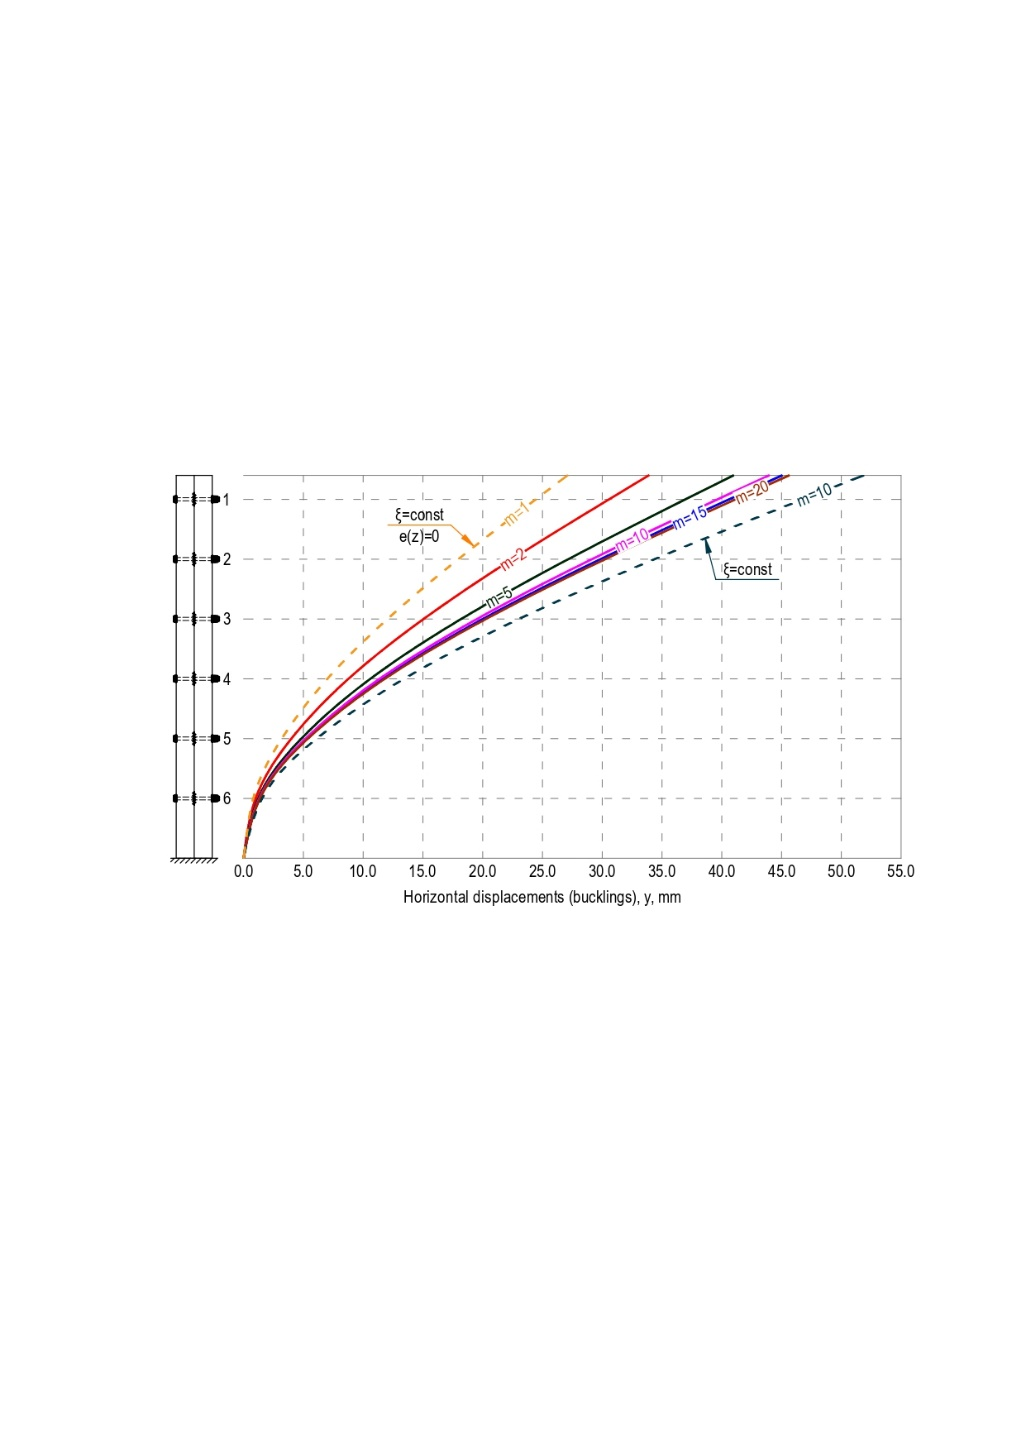 1
2
3
4
5
6
ξ=const
e(z)=0
m=1
m=2
m=5
m=10
m=15
m=20
m=10
ξ=const
0.0 5.0 10.0 15.0 20.0 25.0 30.0 35.0 40.0 45.0 50.0 55.0
Horizontal displacements (bucklings), y, mm